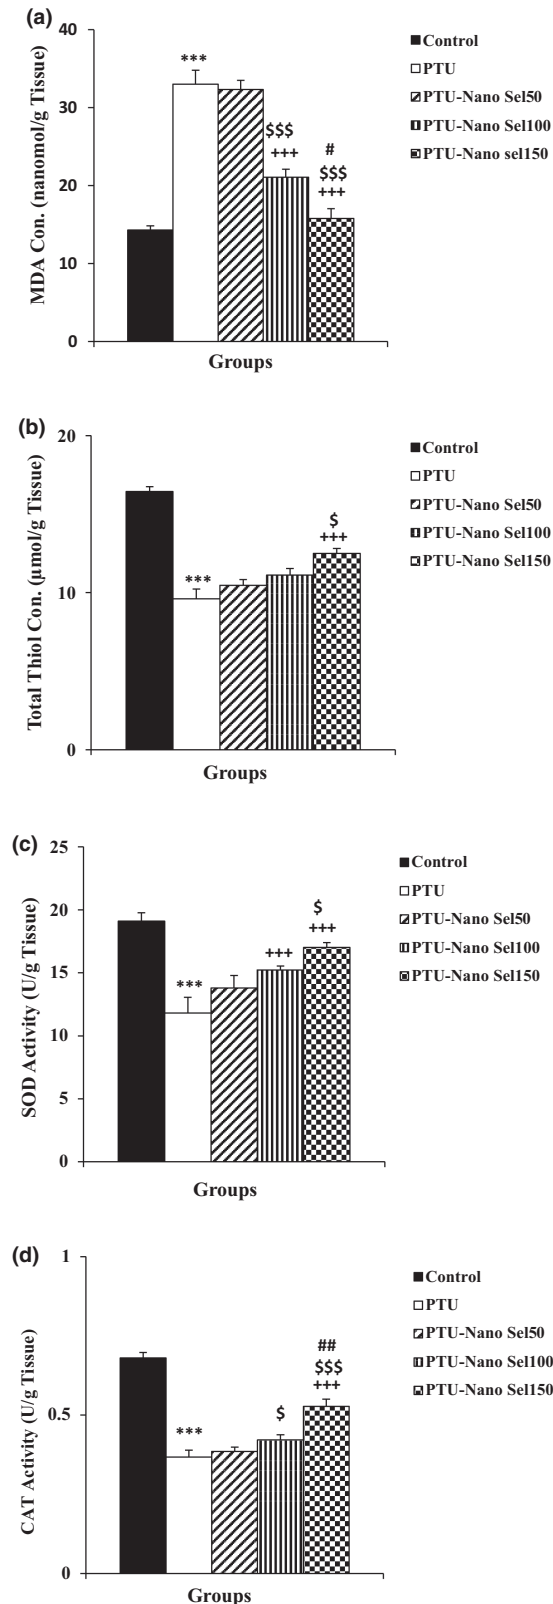 (a)
40
30
20
10
0
MDA Con. (nanomol/g Tissue)
***
$$$
+++
#
$$$
+++
Groups
Control
PTU
PTU-Nano Sel50
PTU-Nano Sel100
PTU-Nano sel150
(b)
20
10
0
Total Thiol Con. (μmol/g Tissue)
***
$
+++
Groups
Control
PTU
PTU-Nano Sel50
PTU-Nano Sel100
PTU-Nano Sel150
(c)
25
20
15
10
5
0
SOD Activity (U/g Tissue)
***
+++
$
+++
Groups
Control
PTU
PTU-Nano Sel50
PTU-Nano Sel100
PTU-Nano Sel150
(d)
1
0.5
0
CAT Activity (U/g Tissue)
***
$
##
$$$
+++
Groups
Control
PTU
PTU-Nano Sel50
PTU-Nano Sel100
PTU-Nano Sel150